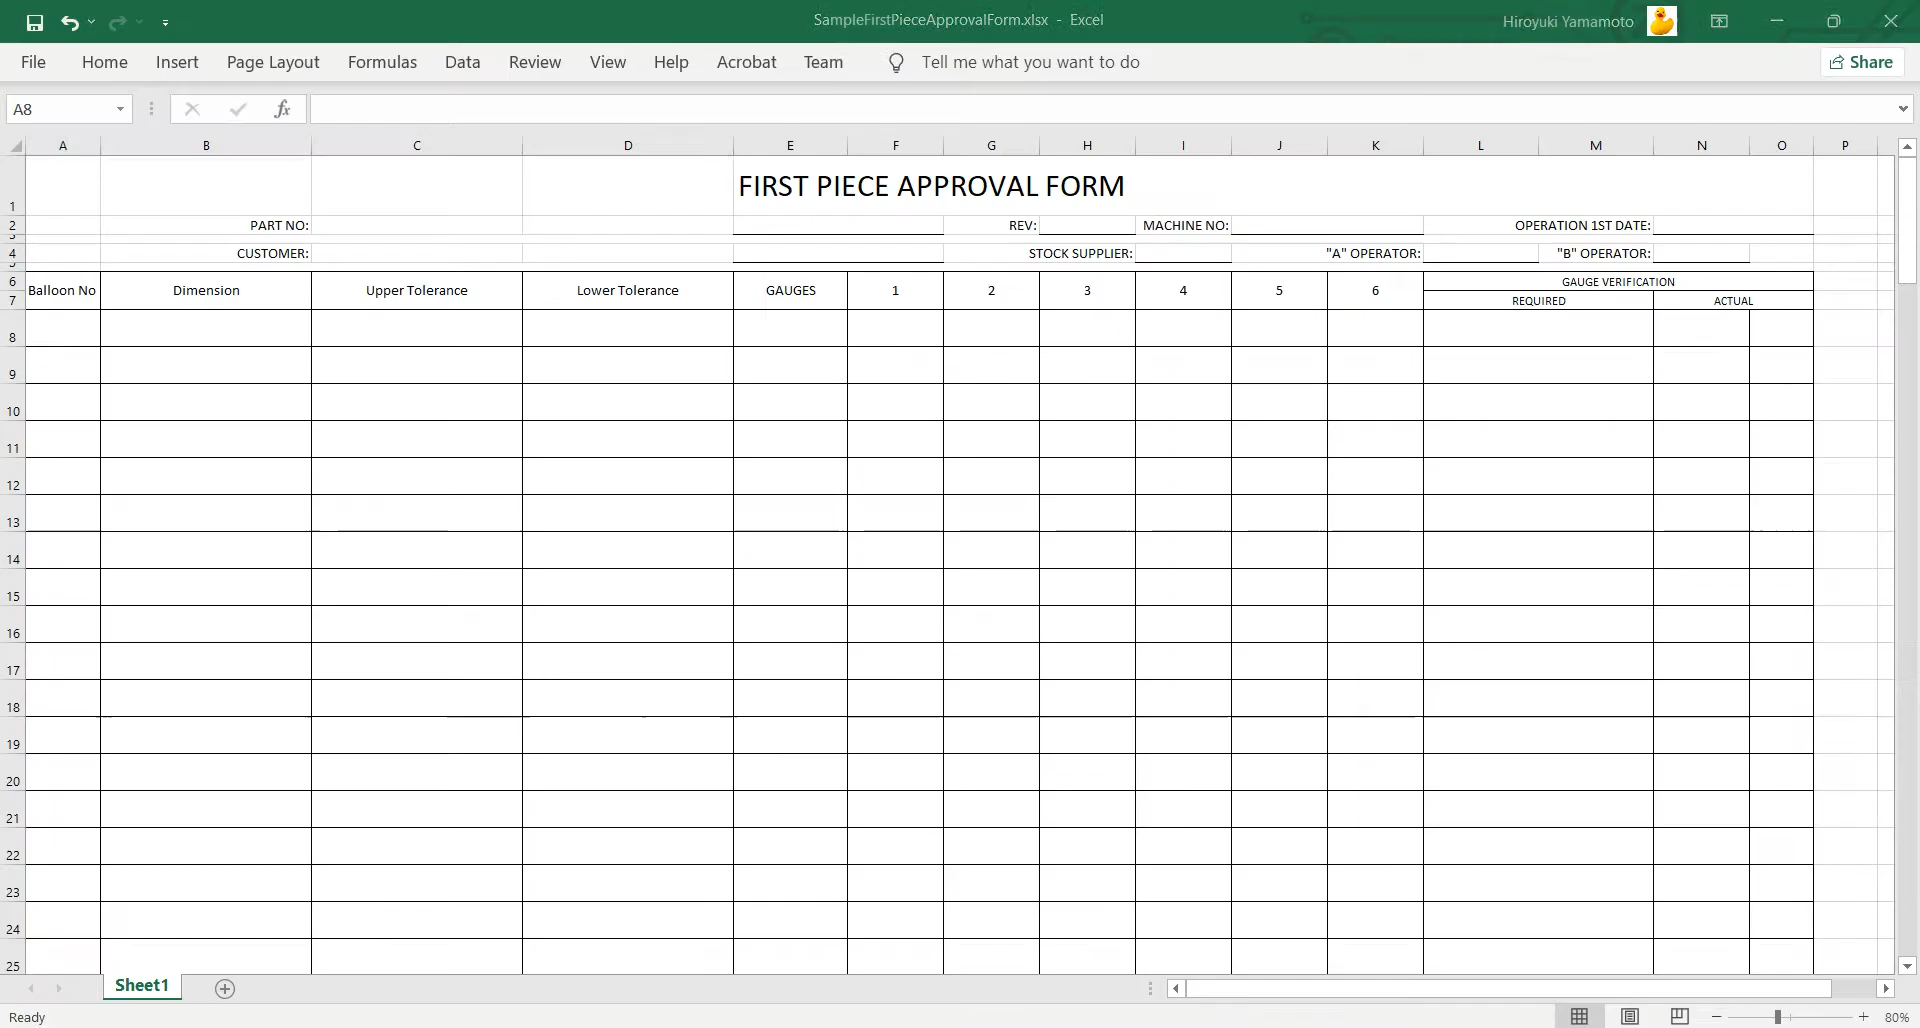 SampleFirstPieceApprovalForm.xlsx - Excel
Hiroyuki Yamamoto
File Home Insert Page Layout Formulas Data Review View Help Acrobat Team Tell me what you want to do Share
A8 fx
A B C D E F G H I J K L M N O P
1 FIRST PIECE APPROVAL FORM
2 PART NO: REV: MACHINE NO: OPERATION 1ST DATE:
3
4 CUSTOMER: STOCK SUPPLIER: "A" OPERATOR: "B" OPERATOR:
5
6 Balloon No Dimension Upper Tolerance Lower Tolerance GAUGES 1 2 3 4 5 6 GAUGE VERIFICATION
7 REQUIRED ACTUAL
8
9
10
11
12
13
14
15
16
17
18
19
20
21
22
23
24
25
Sheet1
Ready 80%